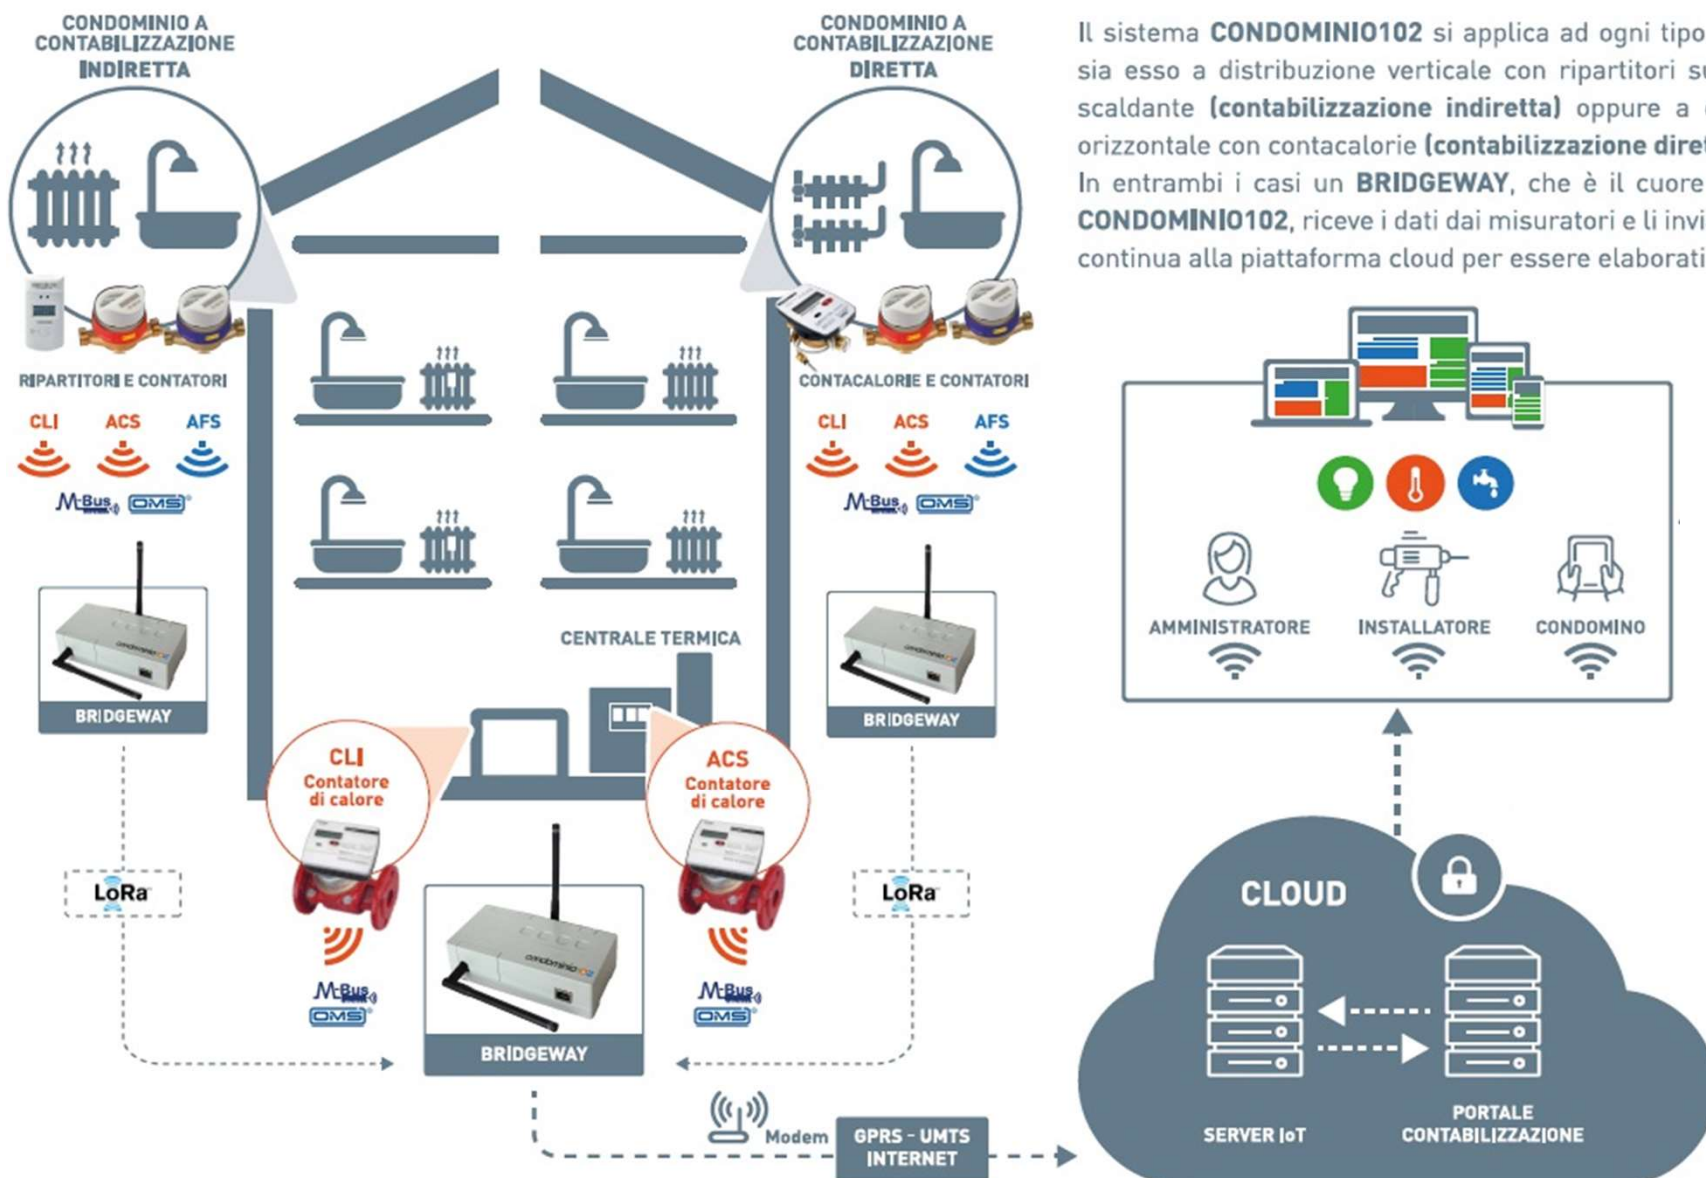 CONDOMINIO A
CONTABILIZZAZIONE
INDIRETTA
CONDOMINIO A
CONTABILIZZAZIONE
DIRETTA
Il sistema CONDOMINIO102 si applica ad ogni tipo
sia esso a distribuzione verticale con ripartitori su
scaldante (contabilizzazione indiretta) oppure a
orizzontale con contacalorie (contabilizzazione diret
In entrambi i casi un BRIDGEWAY, che è il cuore
CONDOMINIO102, riceve i dati dai misuratori e li invi
continua alla piattaforma cloud per essere elaborati
RIPARTITORI E CONTATORI
CLI ACS AFS
M-Bus OMS
CONTACALORIE E CONTATORI
CLI ACS AFS
M-Bus OMS
condominio102
BRIDGEWAY
condominio102
BRIDGEWAY
CENTRALE TERMICA
CLI
Contatore
di calore
ACS
Contatore
di calore
LoRa
LoRa
M-Bus
OMS
M-Bus
OMS
condominio102
BRIDGEWAY
Modem
GPRS - UMTS
INTERNET
AMMINISTRATORE
INSTALLATORE
CONDOMINO
CLOUD
SERVER IoT
PORTALE
CONTABILIZZAZIONE